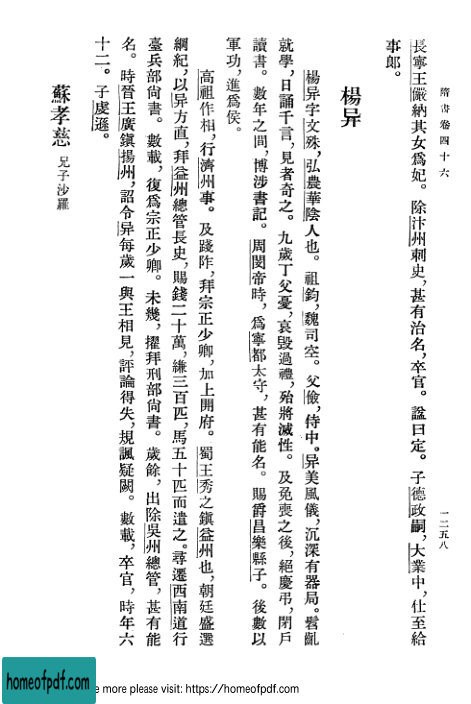 隋書卷四十六
一二五八
長寧王儼納其女爲妃。除汴州刺史,甚有治名,卒官。諡曰定。子德政嗣,大業中,仕至給
事郎。
楊异
楊异字文殊,弘農華陰人也。祖鈞,魏司空。父儉,侍中。异美風儀,沉深有器局。髫齓
就學,日誦千言,見者奇之。九歲丁父憂,哀毀過禮,殆將滅性。及免喪之後,絕慶弔,閉戶
讀書。數年之間,博涉書記。周閔帝時,爲寧都太守,甚有能名。賜爵昌樂縣子。後數以
軍功,進爲侯。
高祖作相,行濟州事。及踐阼,拜宗正少卿,加上開府。蜀王秀之鎮益州也,朝廷盛選
綱紀,以异方直,拜益州總管長史,賜錢二十萬,縑三百匹,馬五十匹而遣之。尋遷西南道行
臺兵部尚書。數載,復爲宗正少卿。未幾,擢拜刑部尚書。歲餘,出除吳州總管,甚有能
名。時晉王廣鎮揚州,詔令异每歲一與王相見,評論得失,規諷疑闕。數載,卒官,時年六
十二。子虔遜。
蘇孝慈 兄子沙羅
homeofpdf.com
e more please visit: https://homeofpdf.com